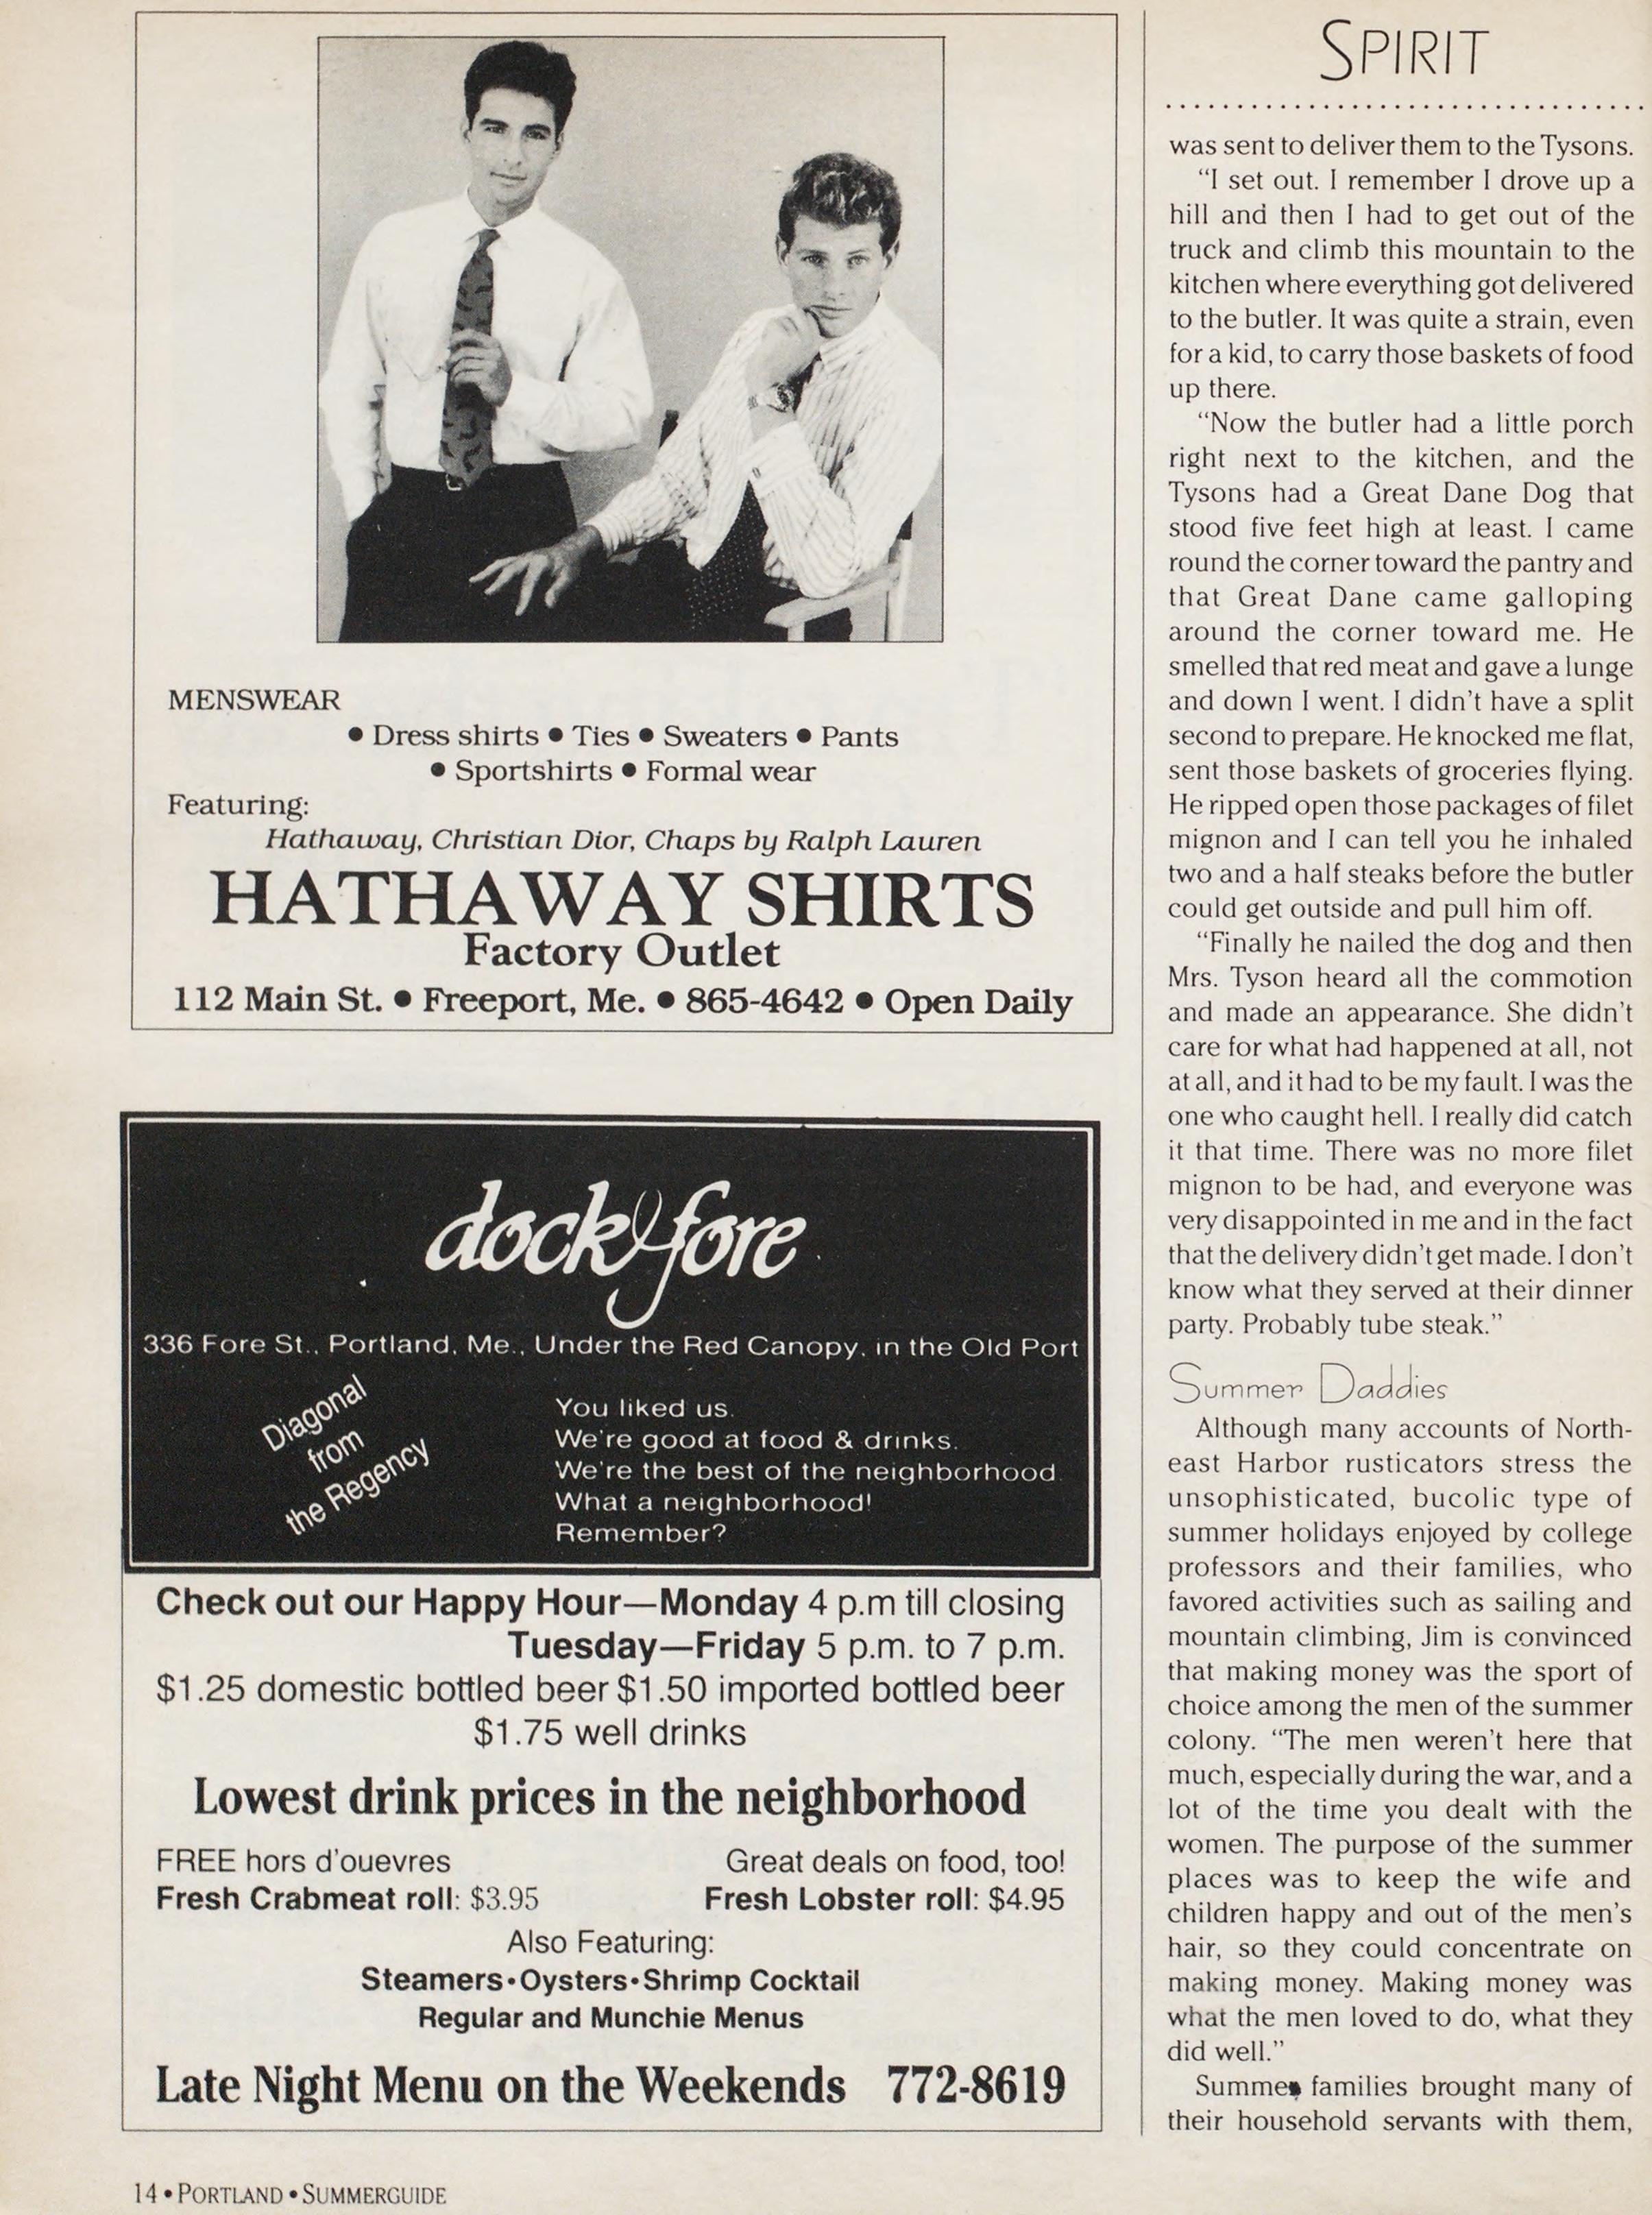 MENSWEAR
• Dress shirts • Ties • Sweaters • Pants
• Sportshirts • Formal wear
Featuring:
Hathaway, Christian Dior, Chaps by Ralph Lauren
HATHAWAY SHIRTS
Factory Outlet
112 Main St. • Freeport, Me. • 865-4642 • Open Daily
dock fore
336 Fore St., Portland, Me., Under the Red Canopy, in the Old Port
Diagonal
from
the Regency
You liked us.
We're good at food & drinks.
We're the best of the neighborhood.
What a neighborhood!
Remember?
Check out our Happy Hour—Monday 4 p.m till closing
Tuesday—Friday 5 p.m. to 7 p.m.
$1.25 domestic bottled beer $1.50 imported bottled beer
$1.75 well drinks
Lowest drink prices in the neighborhood
FREE hors d'ouevres Great deals on food, too!
Fresh Crabmeat roll: $3.95 Fresh Lobster roll: $4.95
Also Featuring:
Steamers•Oysters•Shrimp Cocktail
Regular and Munchie Menus
Late Night Menu on the Weekends 772-8619
SPIRIT
was sent to deliver them to the Tysons.
"I set out. I remember I drove up a
hill and then I had to get out of the
truck and climb this mountain to the
kitchen where everything got delivered
to the butler. It was quite a strain, even
for a kid, to carry those baskets of food
up there.
"Now the butler had a little porch
right next to the kitchen, and the
Tysons had a Great Dane Dog that
stood five feet high at least. I came
round the corner toward the pantry and
that Great Dane came galloping
around the corner toward me. He
smelled that red meat and gave a lunge
and down I went. I didn't have a split
second to prepare. He knocked me flat,
sent those baskets of groceries flying.
He ripped open those packages of filet
mignon and I can tell you he inhaled
two and a half steaks before the butler
could get outside and pull him off.
"Finally he nailed the dog and then
Mrs. Tyson heard all the commotion
and made an appearance. She didn't
care for what had happened at all, not
at all, and it had to be my fault. I was the
one who caught hell. I really did catch
it that time. There was no more filet
mignon to be had, and everyone was
very disappointed in me and in the fact
that the delivery didn't get made. I don't
know what they served at their dinner
party. Probably tube steak."
Summer Daddies
Although many accounts of North-
east Harbor rusticators stress the
unsophisticated, bucolic type of
summer holidays enjoyed by college
professors and their families, who
favored activities such as sailing and
mountain climbing, Jim is convinced
that making money was the sport of
choice among the men of the summer
colony. "The men weren't here that
much, especially during the war, and a
lot of the time you dealt with the
women. The purpose of the summer
places was to keep the wife and
children happy and out of the men's
hair, so they could concentrate on
making money. Making money was
what the men loved to do, what they
did well."
Summer families brought many of
their household servants with them,
14 • PORTLAND • SUMMERGUIDE